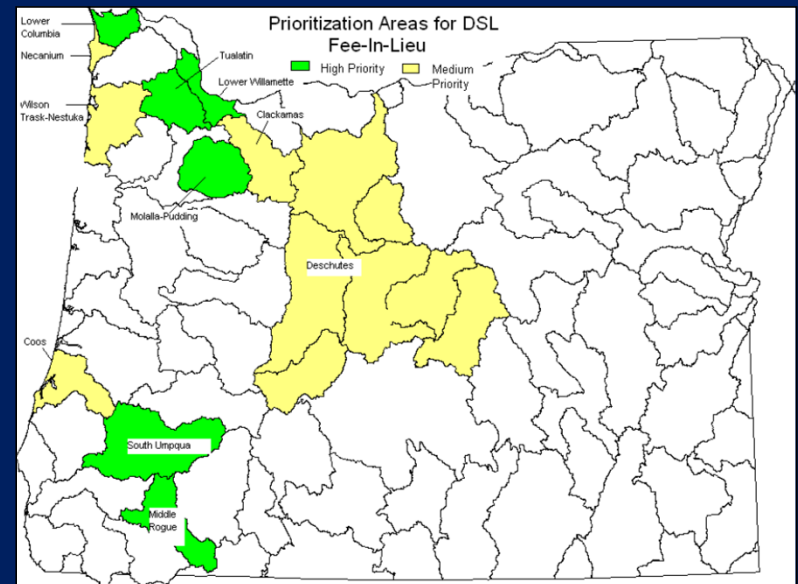 Prioritization Areas for DSL
Fee-In-Lieu
High Priority
Medium
Priority
Lower
Columbia
Necanium
Wilson
Trask-Nestuka
Tualatin
Lower Willamette
Clackamas
Molalla-Pudding
Deschutes
Coos
South Umpqua
Middle
Rogue